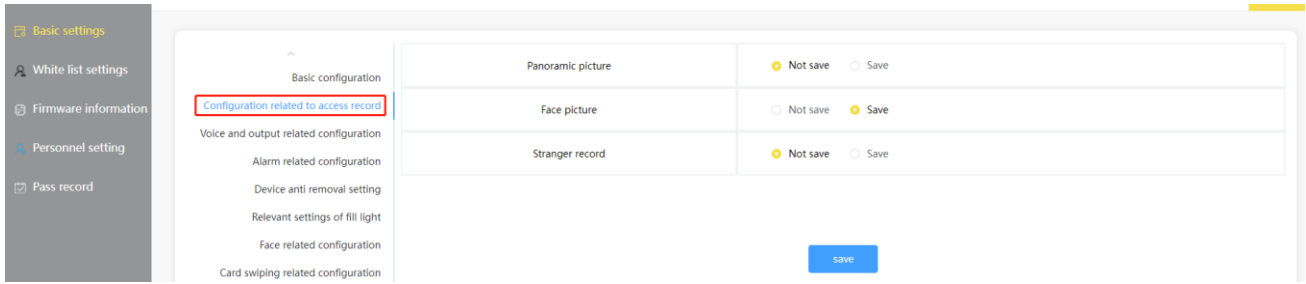 Basic settings
White list settings
Firmware information
Personnel setting
Pass record
Basic configuration
Configuration related to access record
Voice and output related configuration
Alarm related configuration
Device anti removal setting
Relevant settings of fill light
Face related configuration
Card swiping related configuration
Panoramic picture Not save Save
Face picture Not save Save
Stranger record Not save Save
save